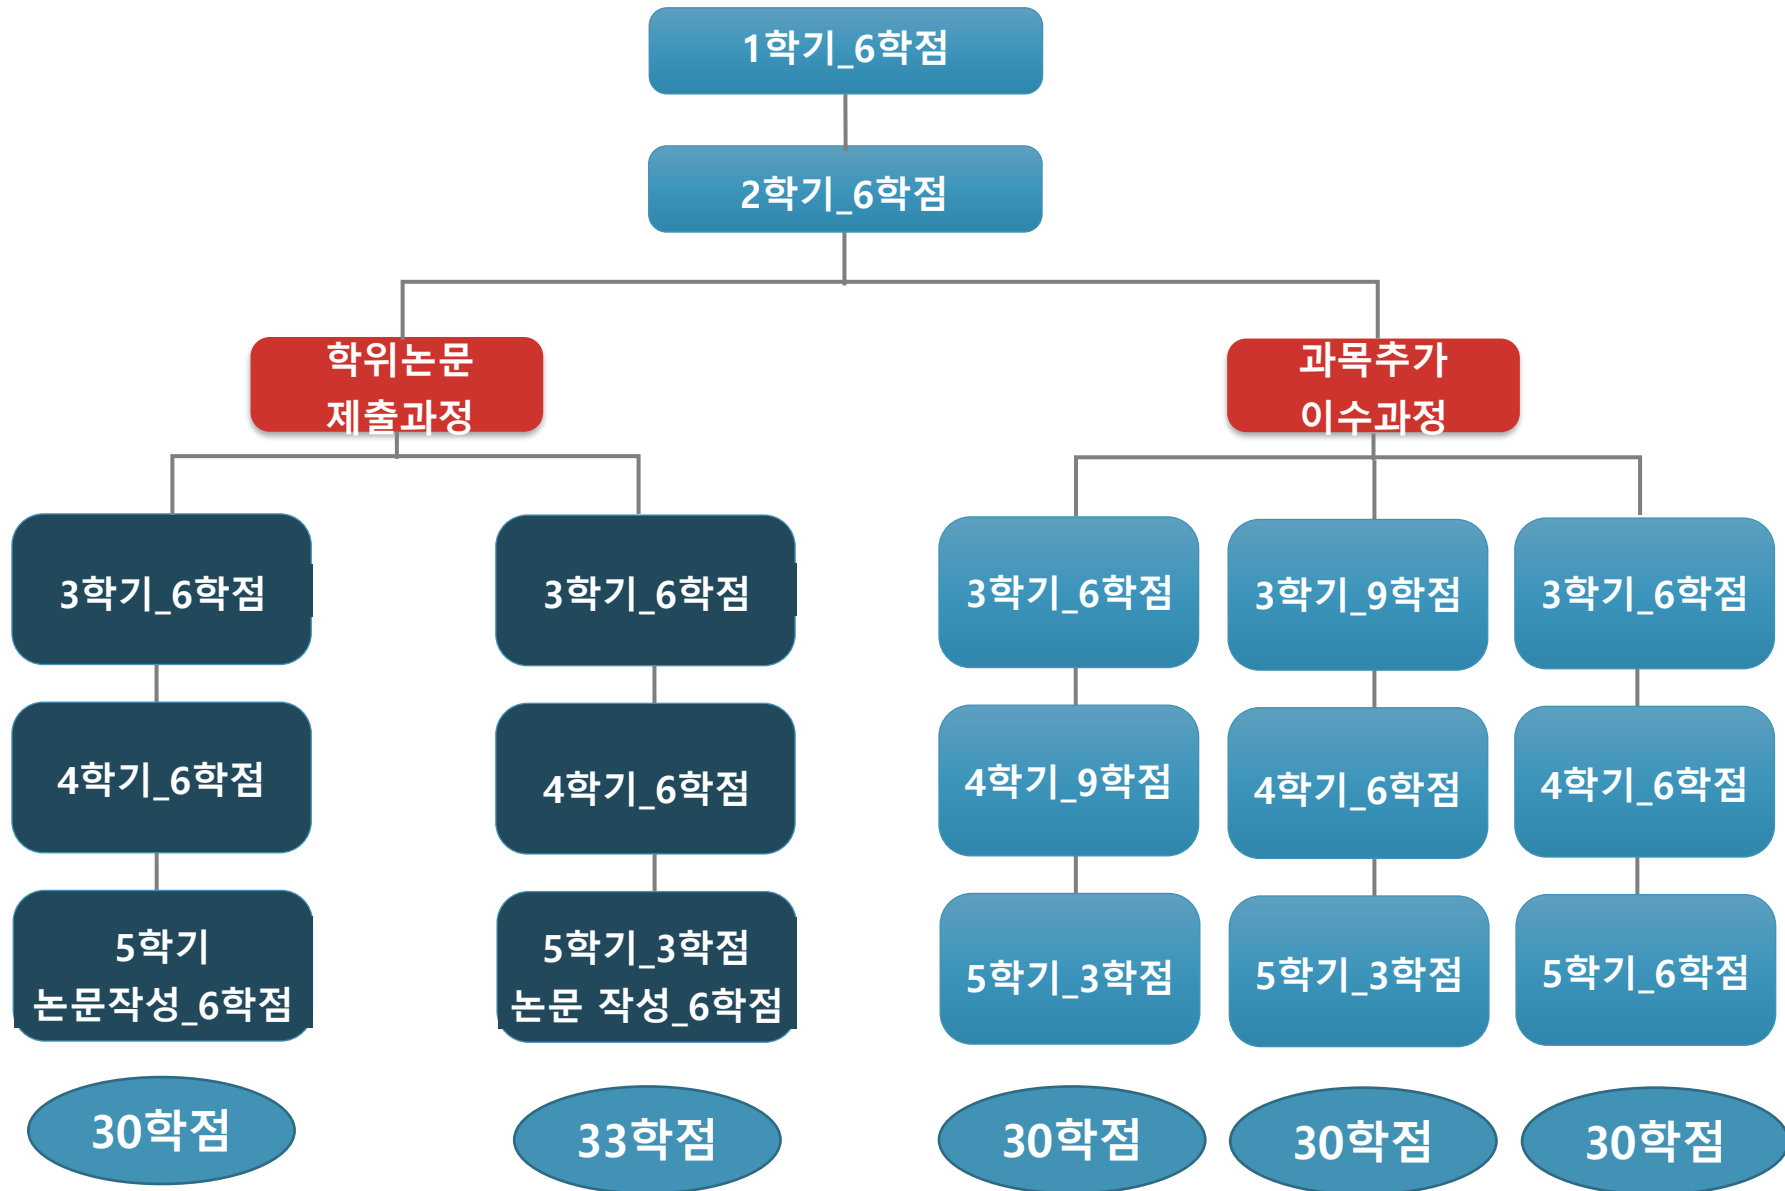 1학기_6학점
2학기_6학점
학위논문
제출과정
과목추가
이수과정
3학기_6학점
3학기_6학점
3학기_6학점
3학기_9학점
3학기_6학점
4학기_6학점
4학기_6학점
4학기_9학점
4학기_6학점
4학기_6학점
5학기
논문작성_6학점
5학기_3학점
논문 작성_6학점
5학기_3학점
5학기_3학점
5학기_6학점
30학점
33학점
30학점
30학점
30학점